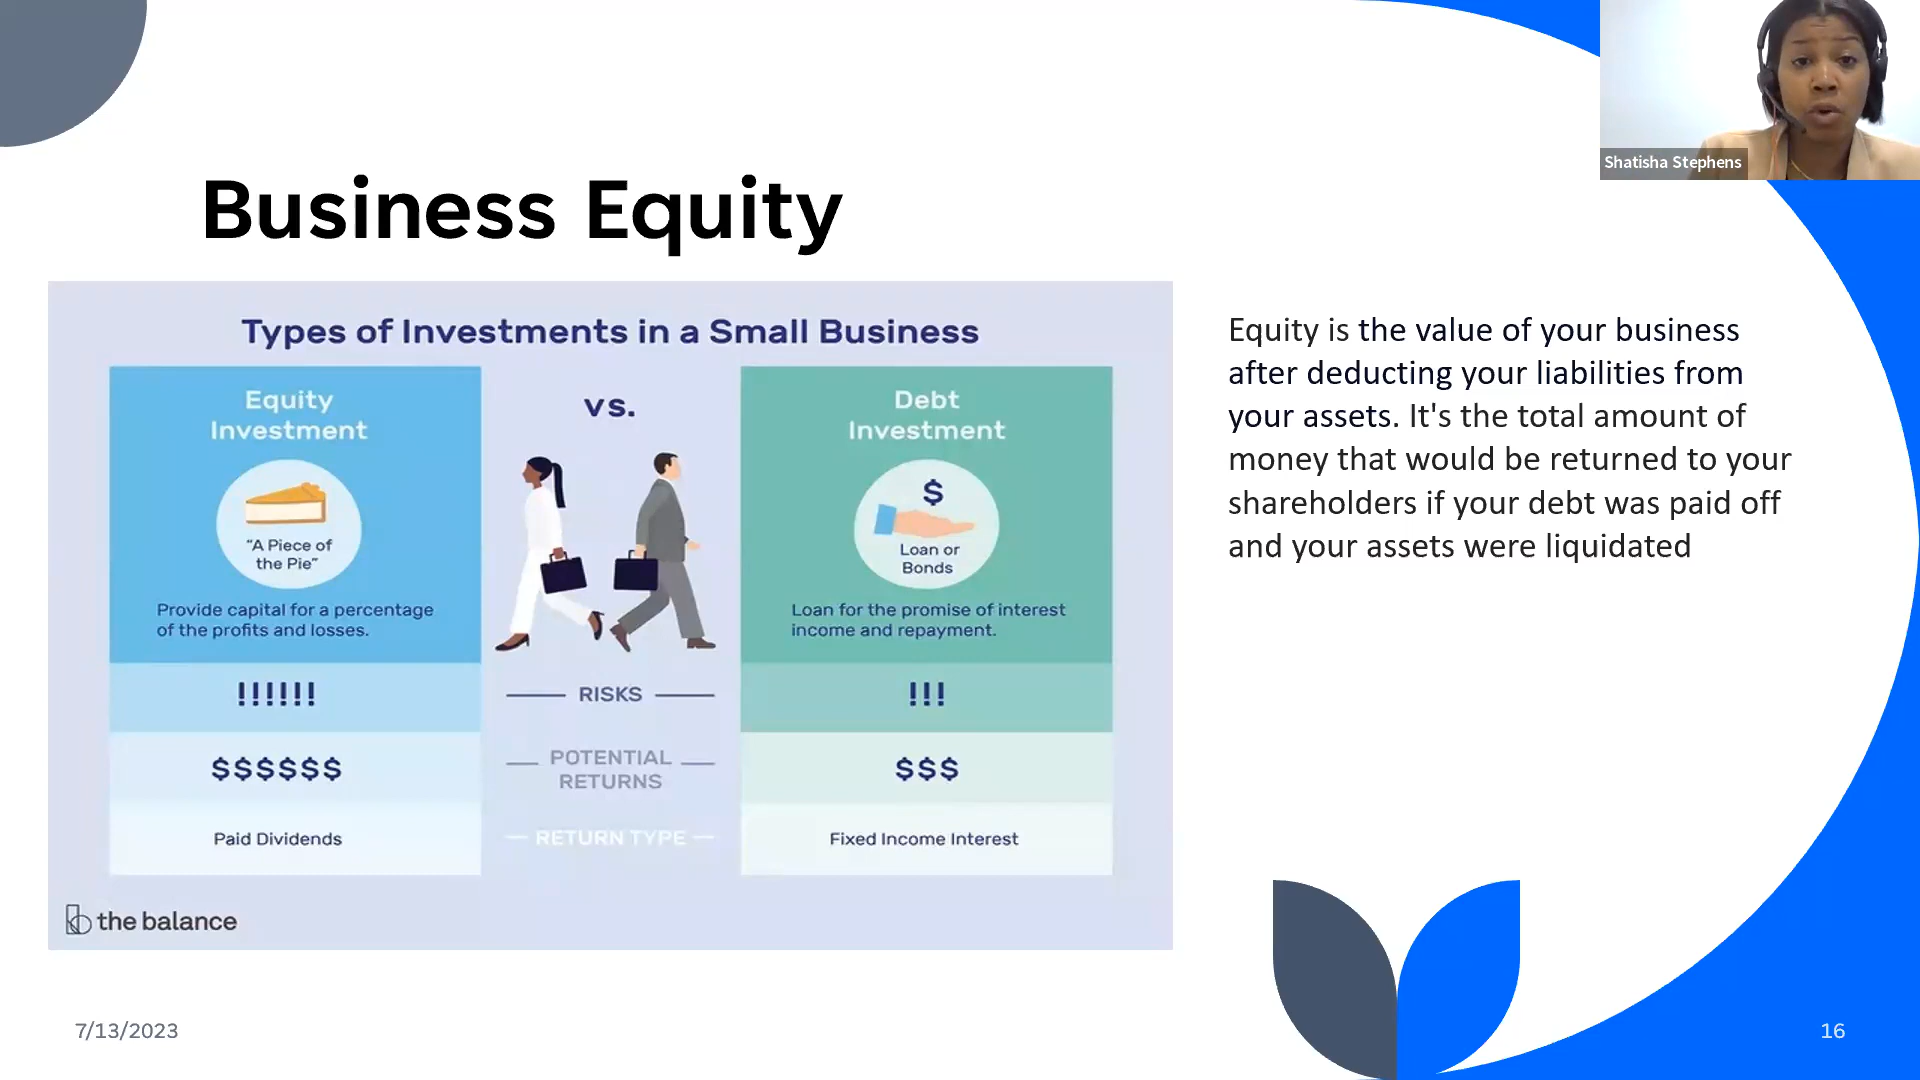 Shatisha Stephens
Business Equity
Types of Investments in a Small Business
Equity
Investment
"A Piece of
the Pie"
Provide capital for a percentage
of the profits and losses.
!!!!!!
$$$$$$
Paid Dividends
vs.
RISKS
POTENTIAL
RETURNS
RETURN TYPE
Debt
Investment
$
Loan or
Bonds
Loan for the promise of interest
income and repayment.
!!!
$$$
Fixed Income Interest
the balance
Equity is the value of your business
after deducting your liabilities from
your assets. It's the total amount of
money that would be returned to your
shareholders if your debt was paid off
and your assets were liquidated
7/13/2023
16